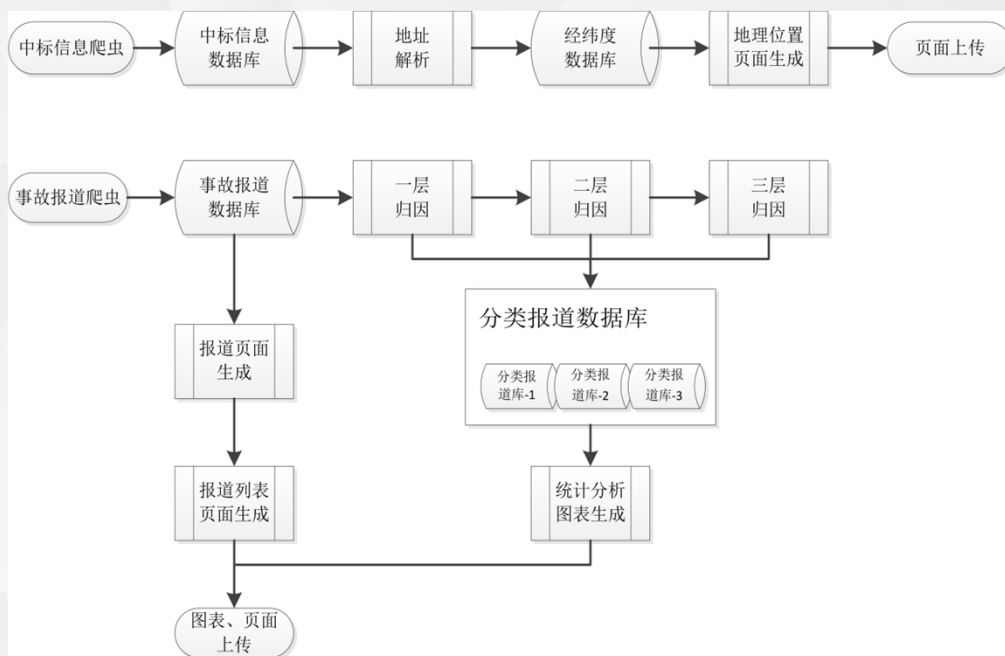 中标信息爬虫
中标信息
数据库
地址
解析
经纬度
数据库
地理位置
页面生成
页面上传
事故报道爬虫
事故报道
数据库
一层
归因
二层
归因
三层
归因
分类报道数据库
分类报
道库-1
分类报
道库-2
分类报
道库-3
报道页面
生成
报道列表
页面生成
统计分析
图表生成
图表、页面
上传